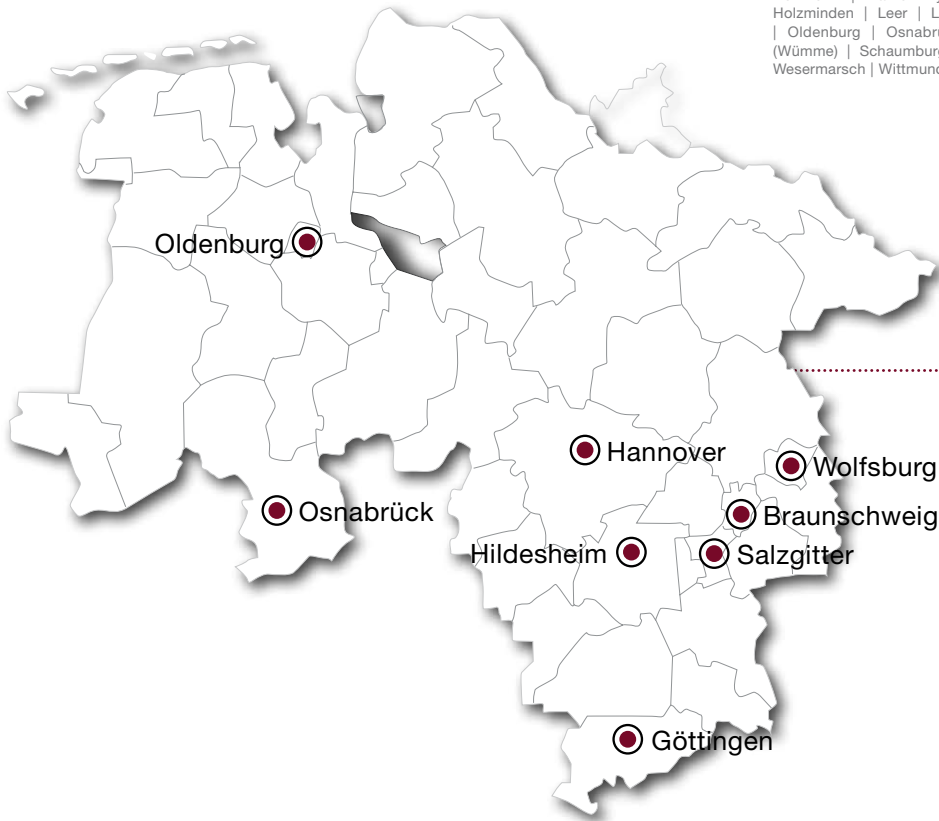 Holzminden | Leer |
| Oldenburg |
(Wümme) |
Wesermarsch |
Oldenburg
Hannover
Wolfsburg
Osnabrück
Braunschweig
Hildesheim
Salzgitter
Göttingen